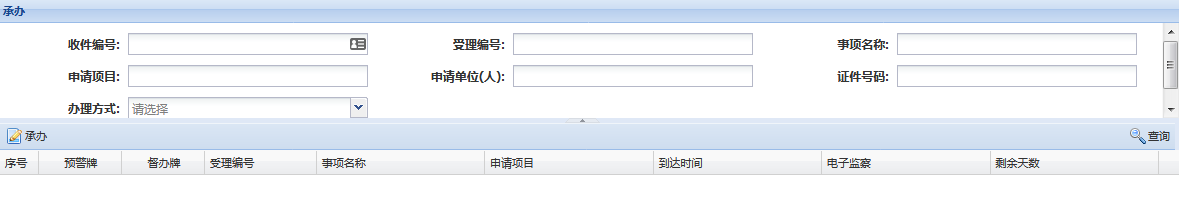 承办
收件编号: 受理编号: 事项名称:
申请项目: 申请单位(人): 证件号码:
办理方式: 请选择
承办 查询
序号 预警牌 督办牌 受理编号 事项名称 申请项目 到达时间 电子监察 剩余天数